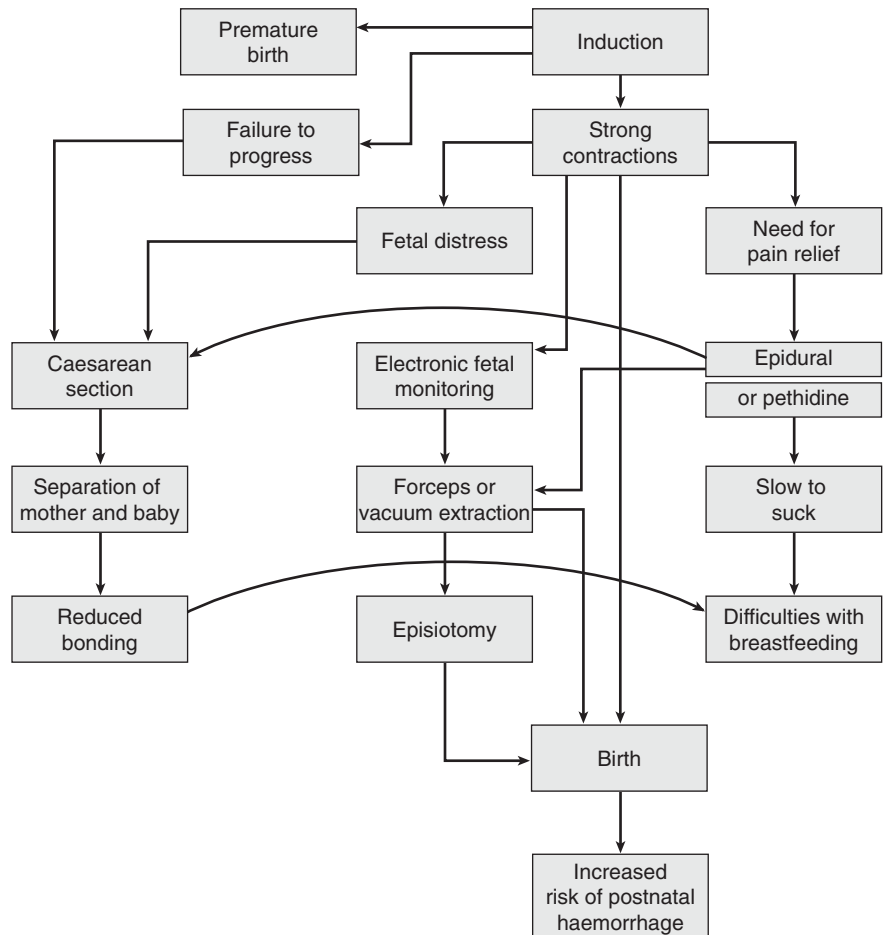 Premature
birth
Induction
Failure to
progress
Strong
contractions
Fetal distress
Need for
pain relief
Caesarean
section
Electronic fetal
monitoring
Epidural
or pethidine
Separation of
mother and baby
Forceps or
vacuum extraction
Slow to
suck
Reduced
bonding
Episiotomy
Difficulties with
breastfeeding
Birth
Increased
risk of postnatal
haemorrhage